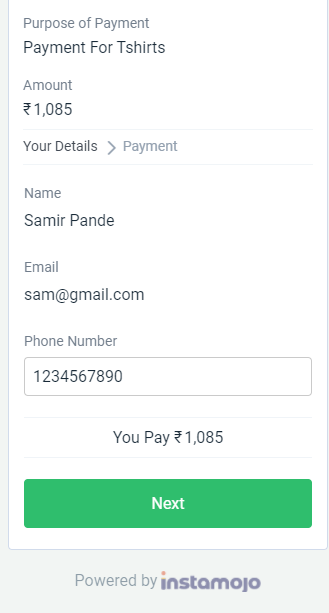 Purpose of Payment
Payment For Tshirts
Amount
₹1,085
Your Details > Payment
Name
Samir Pande
Email
sam@gmail.com
Phone Number
1234567890
You Pay ₹1,085
Next
Powered by instamojo